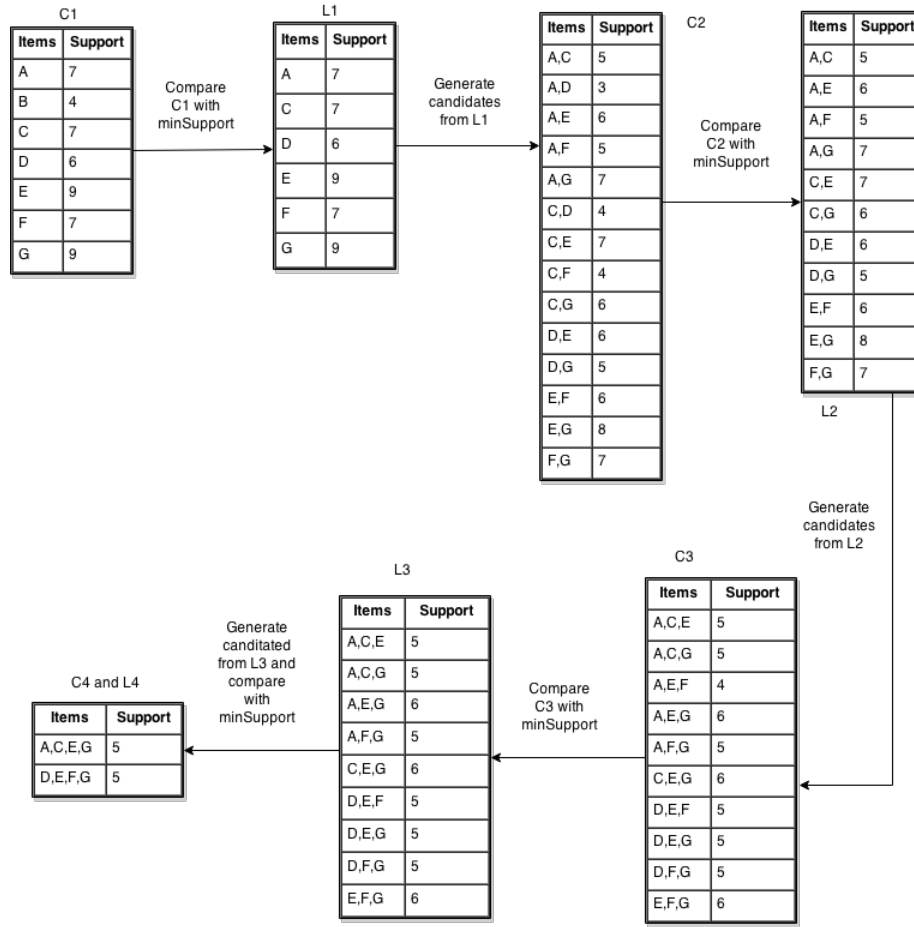 C1
Items Support
A 7
B 4
C 7
D 6
E 9
F 7
G 9
Compare
C1 with
minSupport
L1
Items Support
A 7
C 7
D 6
E 9
F 7
G 9
Generate
candidates
from L1
C2
Items Support
A,C 5
A,D 3
A,E 6
A,F 5
A,G 7
C,D 4
C,E 7
C,F 4
C,G 6
D,E 6
D,G 5
E,F 6
E,G 8
F,G 7
Compare
C2 with
minSupport
Items Support
A,C 5
A,E 6
A,F 5
A,G 7
C,E 7
C,G 6
D,E 6
D,G 5
E,F 6
E,G 8
F,G 7
L2
Generate
candidates
from L2
C3
Items Support
A,C,E 5
A,C,G 5
A,E,F 4
A,E,G 6
A,F,G 5
C,E,G 6
D,E,F 5
D,E,G 5
D,F,G 5
E,F,G 6
Compare
C3 with
minSupport
L3
Items Support
A,C,E 5
A,C,G 5
A,E,G 6
A,F,G 5
C,E,G 6
D,E,F 5
D,E,G 5
D,F,G 5
E,F,G 6
Generate
canditated
from L3 and
compare
with
minSupport
C4 and L4
Items Support
A,C,E,G 5
D,E,F,G 5